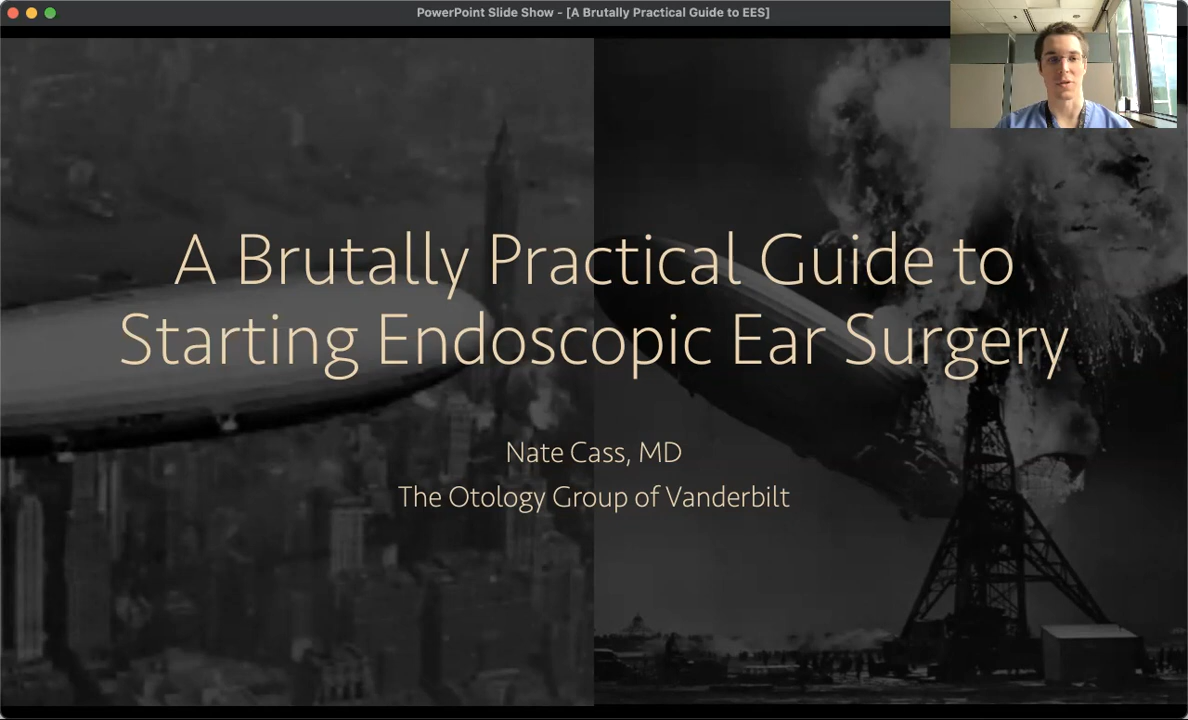 PowerPoint Slide Show - [A Brutally Practical Guide to EES]
A Brutally Practical Guide to
Starting Endoscopic Ear Surgery
Nate Cass, MD
The Otology Group of Vanderbilt